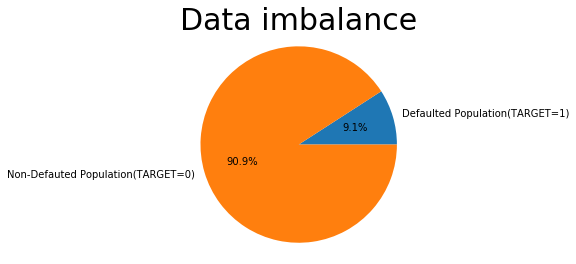 Data imbalance
Defaulted Population(TARGET=1)
9.1%
90.9%
Non-Defauted Population(TARGET=0)